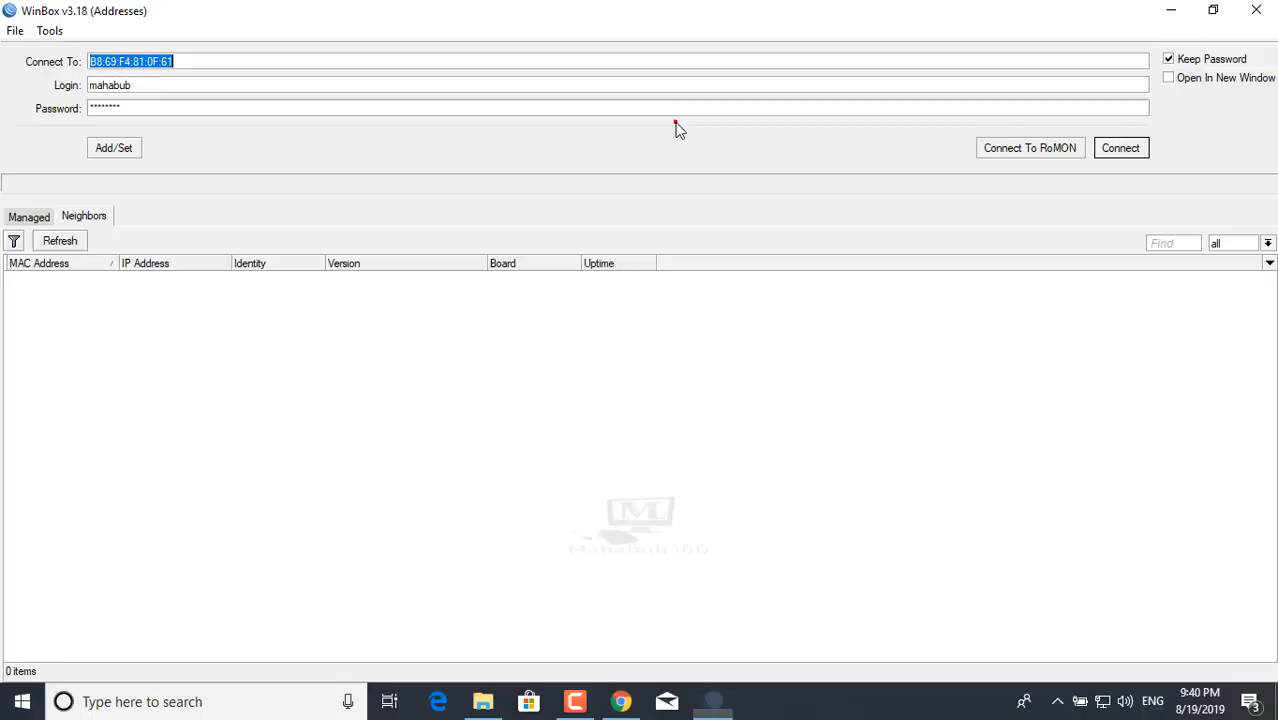 WinBox v3.18 (Addresses)
File Tools
Connect To: B8:69:F4:81:0F:61
Keep Password
Open In New Window
Login: mahabub
Password: ********
Add/Set
Connect To RoMON
Connect
Managed
Neighbors
Refresh
Find
all
MAC Address
IP Address
Identity
Version
Board
Uptime
M
Mahabub360
0 items
Type here to search
ENG
9:40 PM
8/19/2019
3